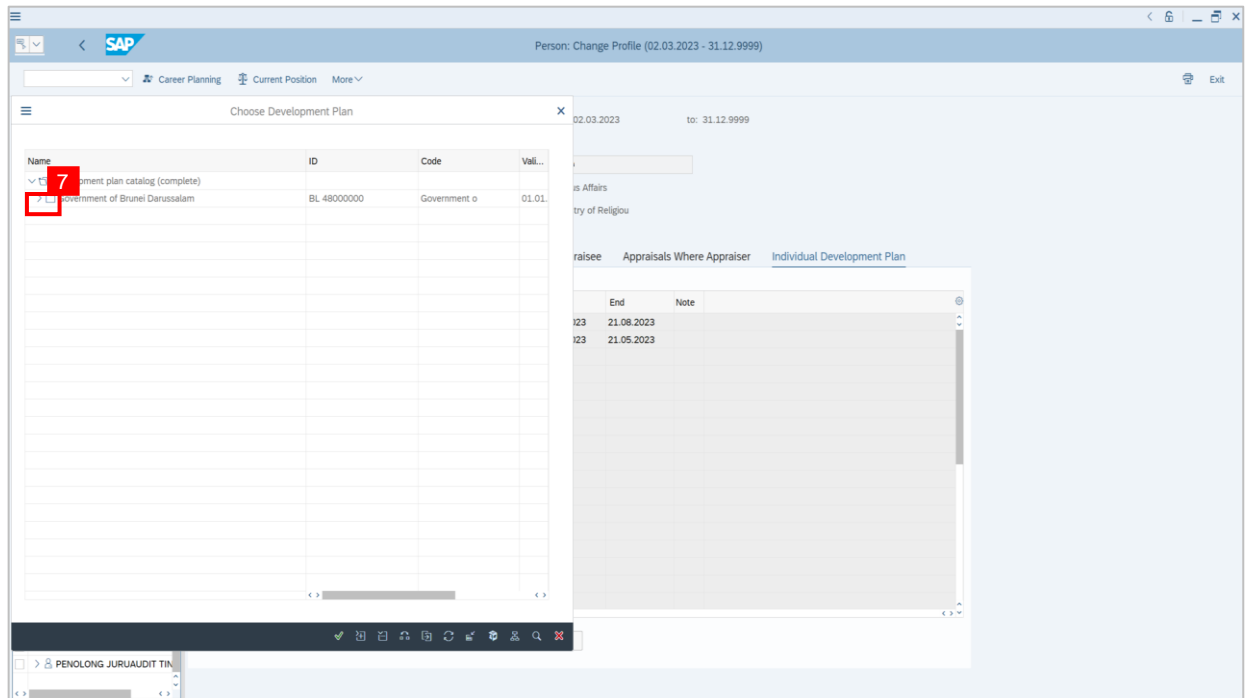 SAP
Person: Change Profile (02.03.2023 - 31.12.9999)
Career Planning Current Position More Exit
Choose Development Plan
02.03.2023 to: 31.12.9999
Name ID Code Vali...
7
opment plan catalog (complete)
Government of Brunei Darussalam BL 48000000 Government o 01.01.
us Affairs
try of Religiou
raisee Appraisals Where Appraiser Individual Development Plan
End Note
023 21.08.2023
023 21.05.2023
PENOLONG JURUAUDIT TIN